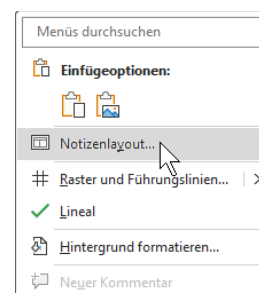 Menüs durchsuchen
Einfügeoptionen:
Notizenlayout...
Raster und Führungslinien...
Lineal
Hintergrund formatieren...
Neuer Kommentar